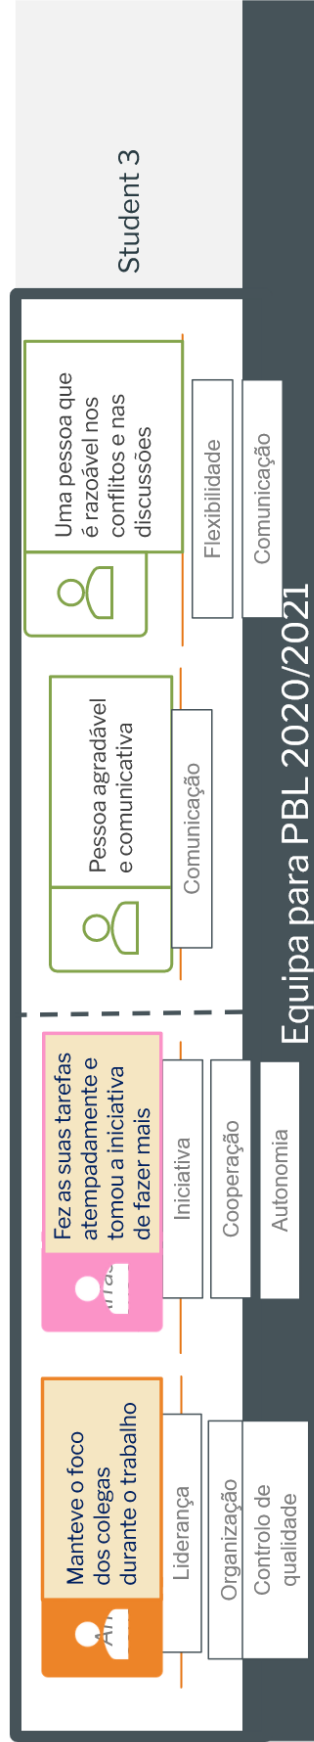 Student 3
Manteve o foco
dos colegas
durante o trabalho
Liderança
Organização
Controlo de
qualidade
Fez as suas tarefas
atempadamente e
tomou a iniciativa
de fazer mais
Iniciativa
Cooperação
Autonomia
Pessoa agradável
e comunicativa
Comunicação
Uma pessoa que
é razoável nos
conflitos e nas
discussões
Flexibilidade
Comunicação
Equipa para PBL 2020/2021